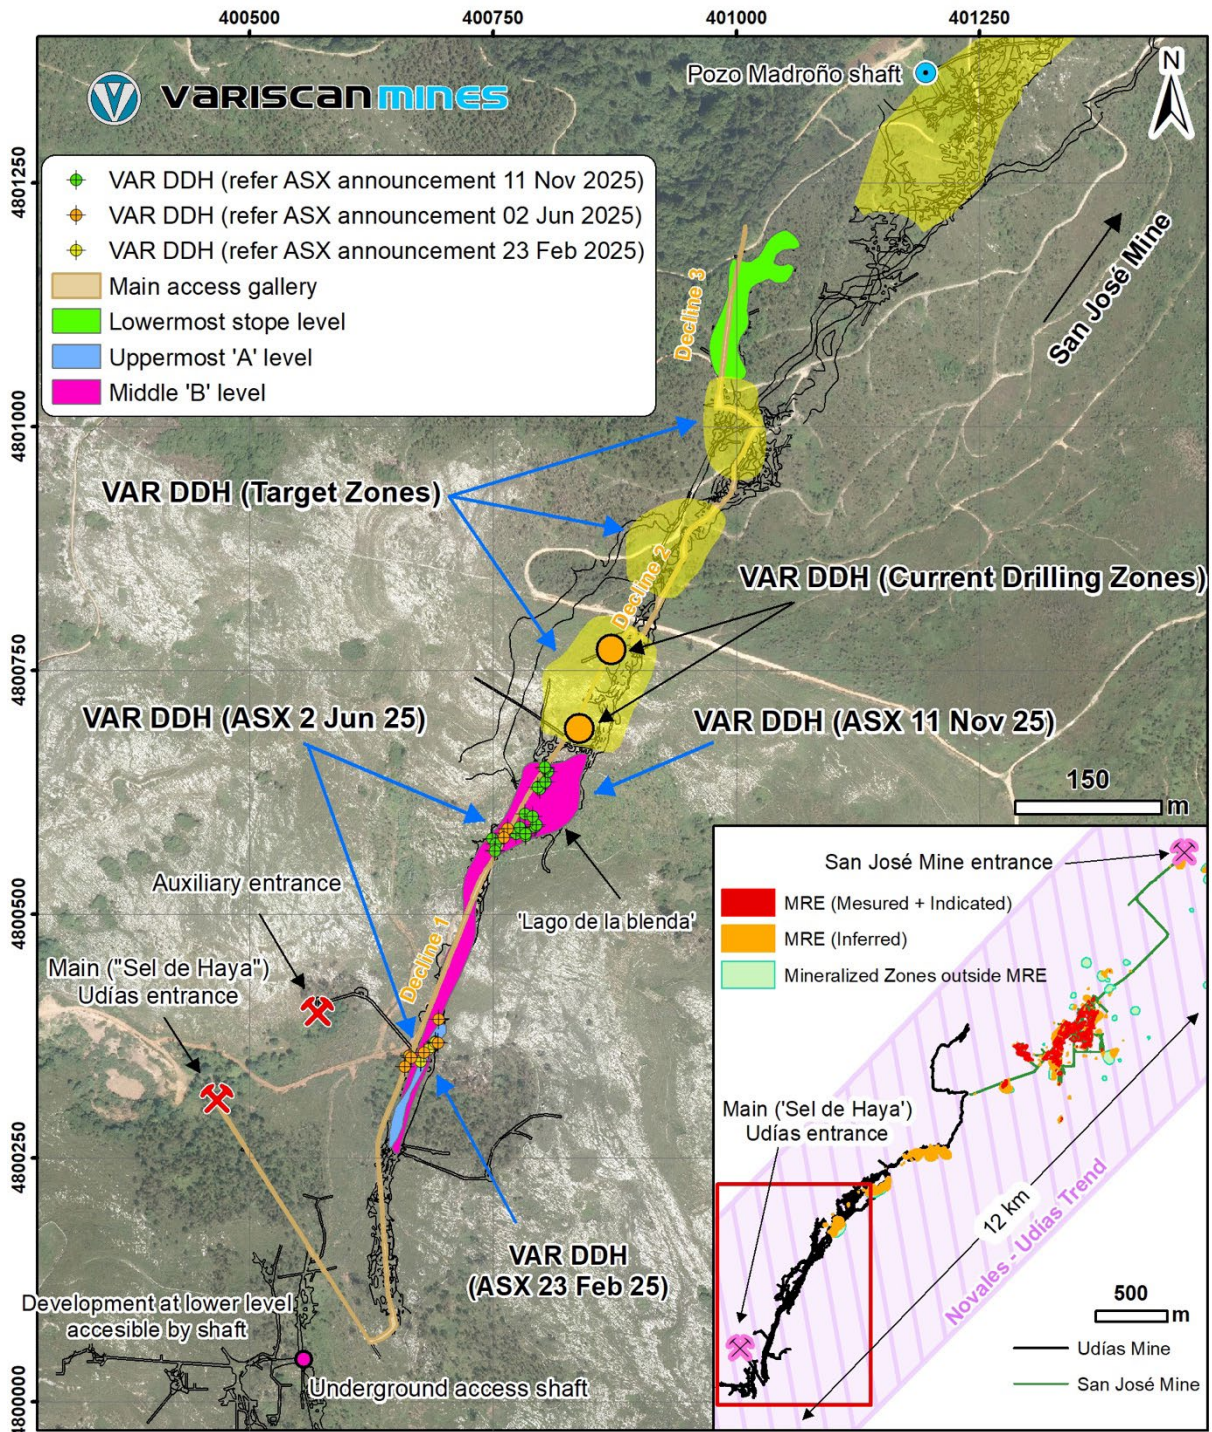 400500 400750 401000 401250
Pozo Madroño shaft
N
V VARISCAN MINES
VAR DDH (refer ASX announcement 11 Nov 2025)
VAR DDH (refer ASX announcement 02 Jun 2025)
VAR DDH (refer ASX announcement 23 Feb 2025)
Main access gallery
Lowermost stope level
Uppermost 'A' level
Middle 'B' level
4801250
San José Mine
Decline 3
4801000
VAR DDH (Target Zones)
Decline 2
VAR DDH (Current Drilling Zones)
4800750
VAR DDH (ASX 2 Jun 25)
VAR DDH (ASX 11 Nov 25)
150
m
Auxiliary entrance
'Lago de la blenda'
4800500
Decline 1
Main ("Sel de Haya")
Udías entrance
4800250
VAR DDH
(ASX 23 Feb 25)
Development at lower level
accesible by shaft
Underground access shaft
4800000
San José Mine entrance
MRE (Mesured + Indicated)
MRE (Inferred)
Mineralized Zones outside MRE
Main ('Sel de Haya')
Udías entrance
12 km
Novales - Udías Trend
500
m
Udías Mine
San José Mine